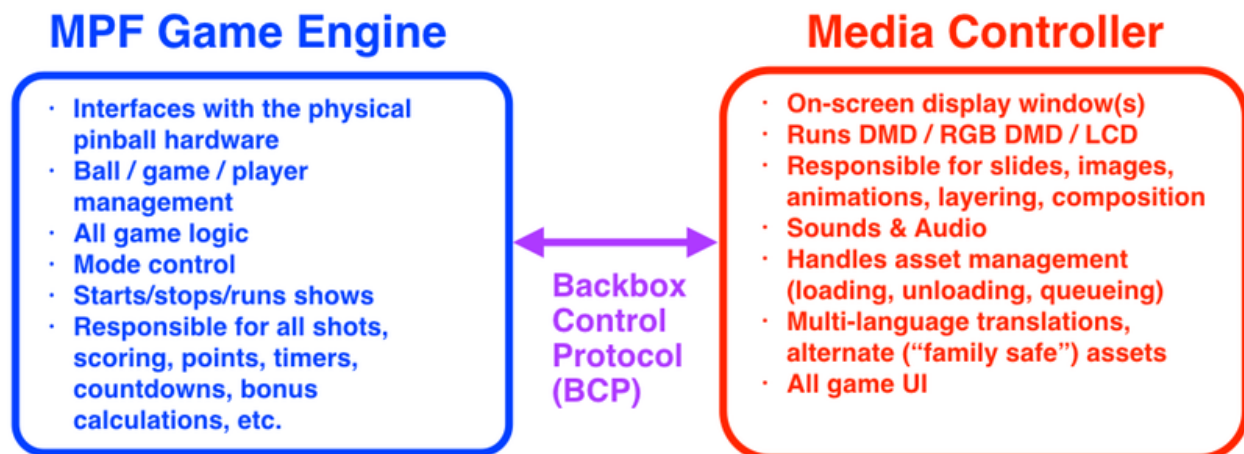 MPF Game Engine
· Interfaces with the physical
pinball hardware
· Ball / game / player
management
· All game logic
· Mode control
· Starts/stops/runs shows
· Responsible for all shots,
scoring, points, timers,
countdowns, bonus
calculations, etc.
Backbox
Control
Protocol
(BCP)
Media Controller
· On-screen display window(s)
· Runs DMD / RGB DMD / LCD
· Responsible for slides, images,
animations, layering, composition
· Sounds & Audio
· Handles asset management
(loading, unloading, queueing)
· Multi-language translations,
alternate (“family safe”) assets
· All game UI